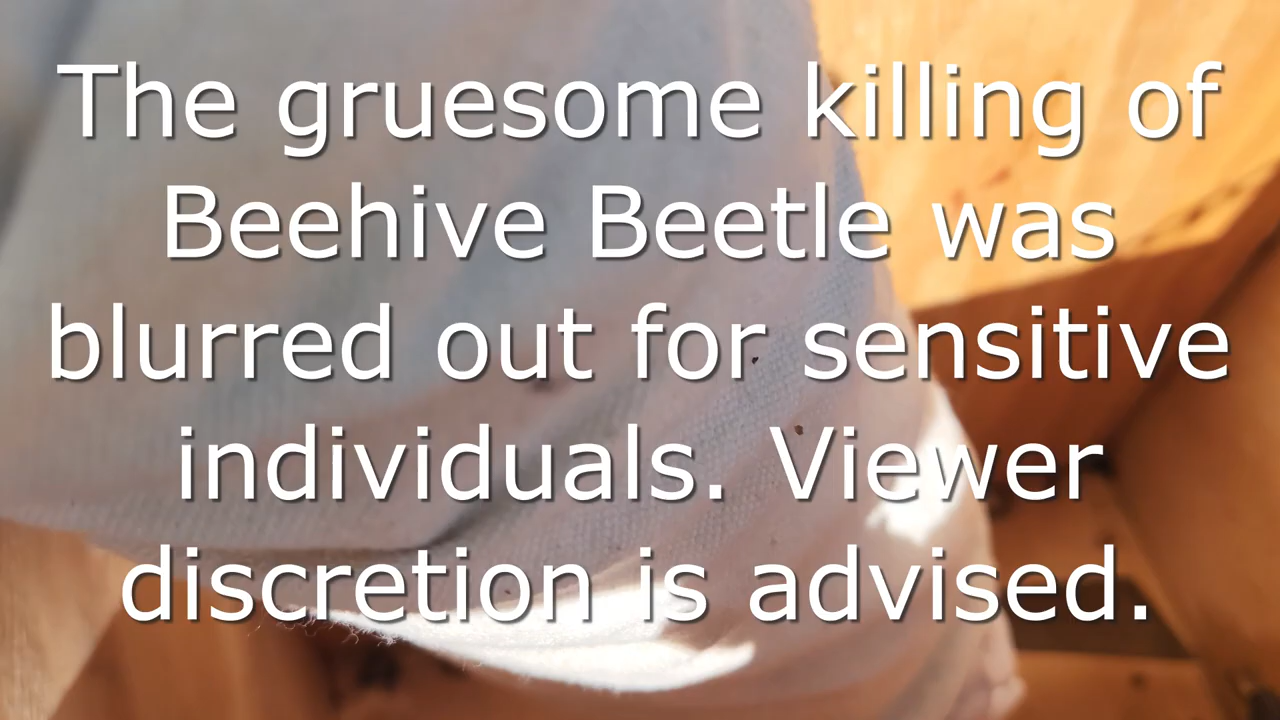 The gruesome killing of
Beehive Beetle was
blurred out for sensitive
individuals. Viewer
discretion is advised.